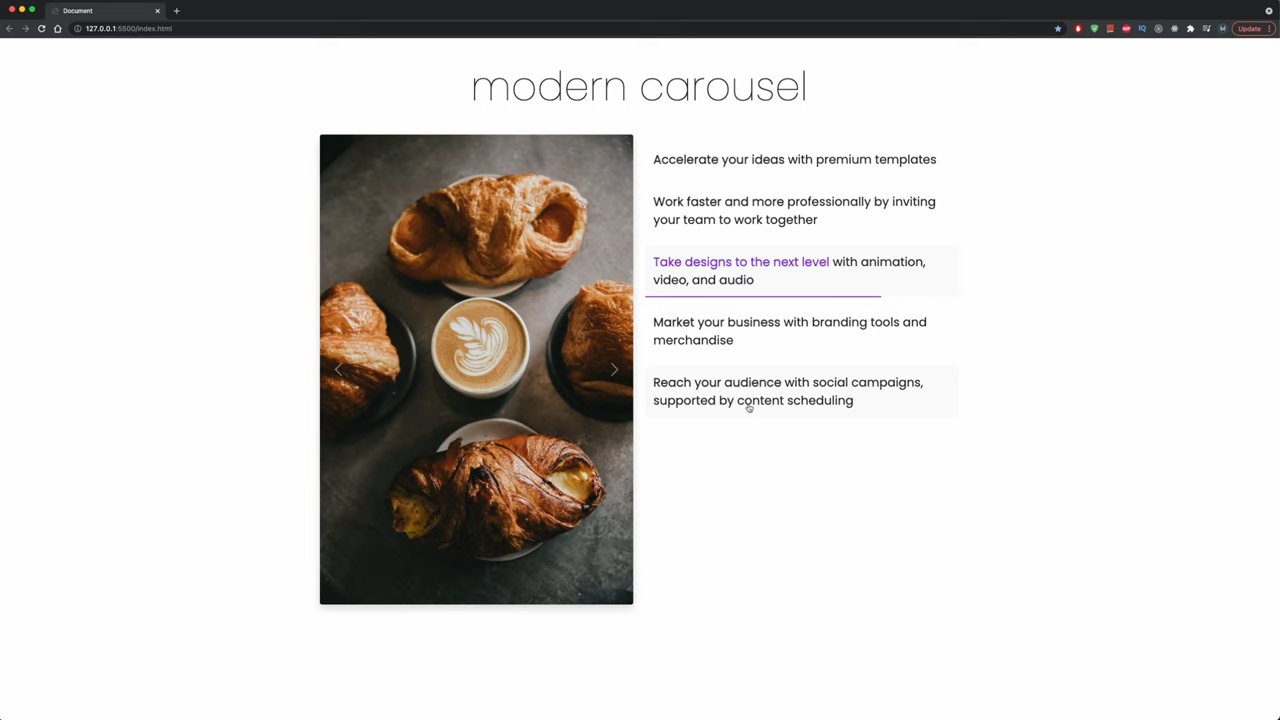 Document
127.0.0.1:5500/index.html
Update
modern carousel
Accelerate your ideas with premium templates
Work faster and more professionally by inviting
your team to work together
Take designs to the next level with animation,
video, and audio
Market your business with branding tools and
merchandise
Reach your audience with social campaigns,
supported by content scheduling